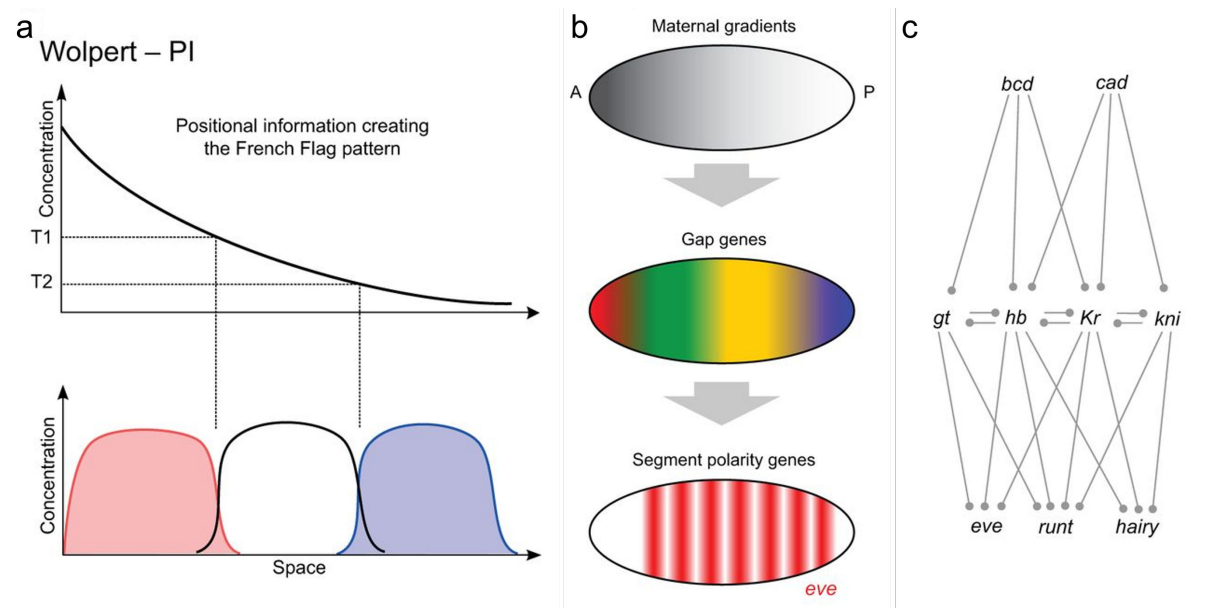 a
Wolpert – PI
Concentration
Positional information creating
the French Flag pattern
T1
T2
Concentration
Space
b
Maternal gradients
A
P
Gap genes
Segment polarity genes
eve
c
bcd cad
gt hb Kr kni
eve runt hairy